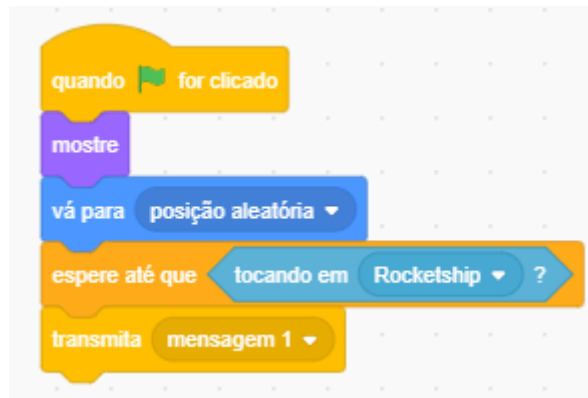 quando for clicado
mostre
vá para posição aleatória
espere até que tocando em Rocketship ?
transmita mensagem 1